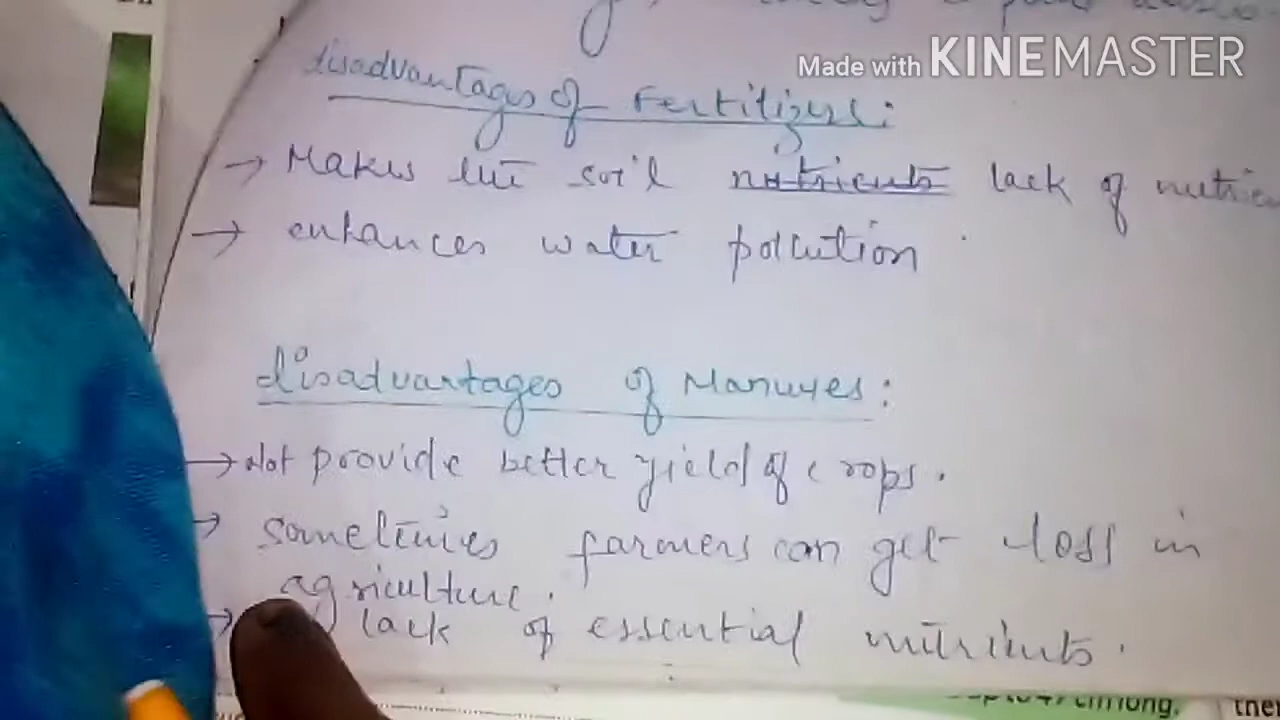 Made with KINEMASTER
disadvantages of Fertilizers:
→ Makes the soil nutrients lack of
→ enhances water pollution.
disadvantages of Manures:
→ Not provide better yield of crops.
→ sometimes farmers can get loss in
agriculture.
→ lack of essential nutrients.